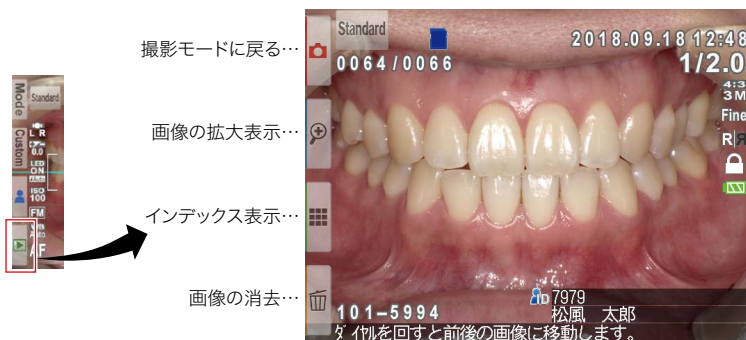 撮影モードに戻る…
画像の拡大表示…
インデックス表示…
画像の消去…
Mode
Standard
Custom
L R
0.0
LED
ON
ISO
100
FM
WB
Auto
AF
Standard
2018.09.18 12:48
0064/0066
1/2.0
4:3
3M
Fine
R
ID 7979
松風 太郎
101-5994
ダイヤルを回すと前後の画像に移動します。